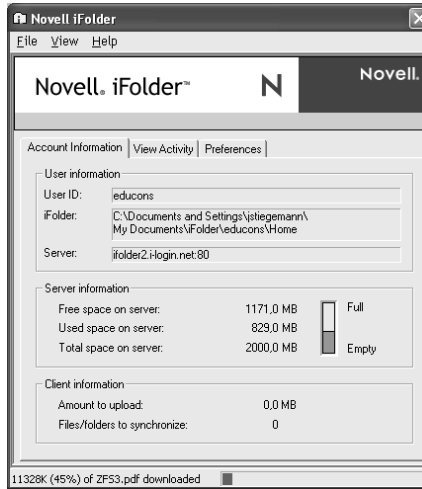 Novell iFolder
File View Help
Novell® iFolder™ N Novell.
Account Information View Activity Preferences
User information
User ID: educons
iFolder: C:\Documents and Settings\jstiegemann\
My Documents\iFolder\educons\Home
Server: ifolder2.i-login.net:80
Server information
Free space on server: 1171,0 MB Full
Used space on server: 829,0 MB
Total space on server: 2000,0 MB Empty
Client information
Amount to upload: 0,0 MB
Files/folders to synchronize: 0
11328K (45%) of ZFS3.pdf downloaded